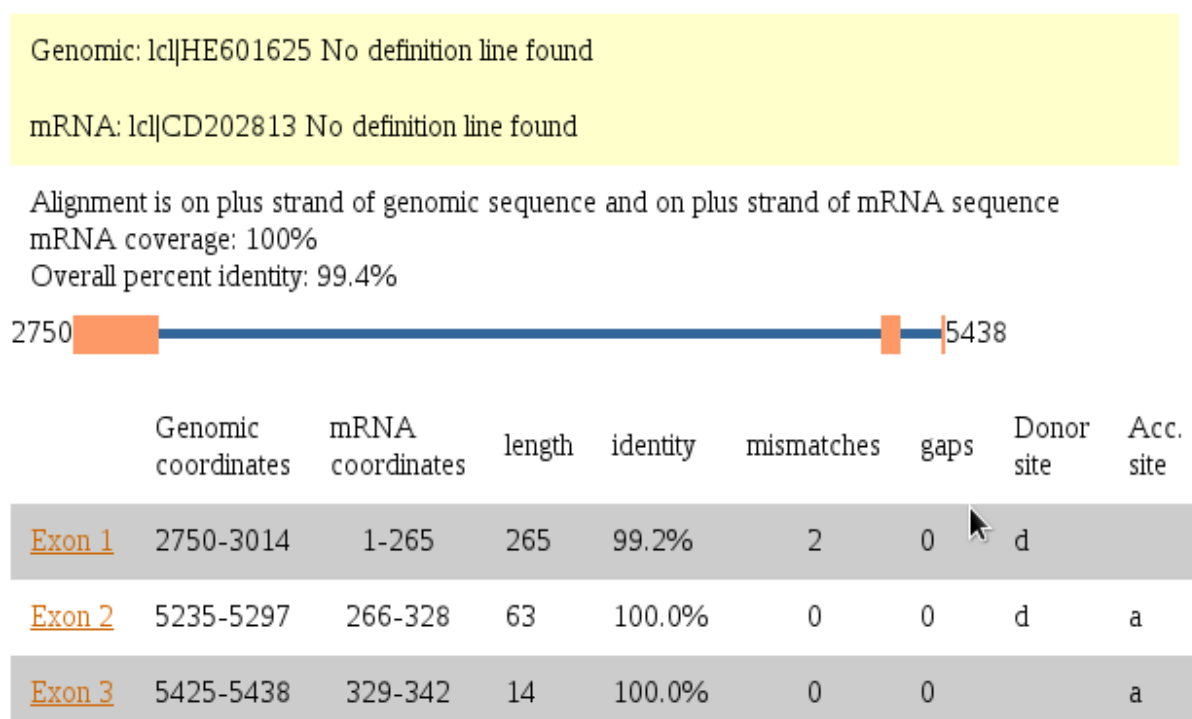 Genomic: lcl|HE601625 No definition line found
mRNA: lcl|CD202813 No definition line found
Alignment is on plus strand of genomic sequence and on plus strand of mRNA sequence
mRNA coverage: 100%
Overall percent identity: 99.4%
2750 5438
Genomic coordinates mRNA coordinates length identity mismatches gaps Donor site Acc. site
Exon 1 2750-3014 1-265 265 99.2% 2 0 d
Exon 2 5235-5297 266-328 63 100.0% 0 0 d a
Exon 3 5425-5438 329-342 14 100.0% 0 0 a